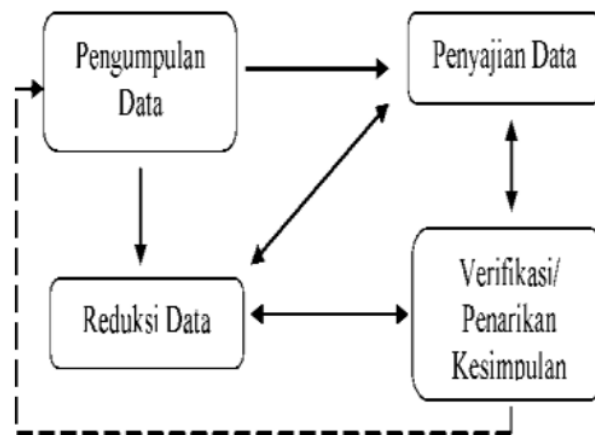 Pengumpulan
Data
Penyajian Data
Reduksi Data
Verifikasi/
Penarikan
Kesimpulan